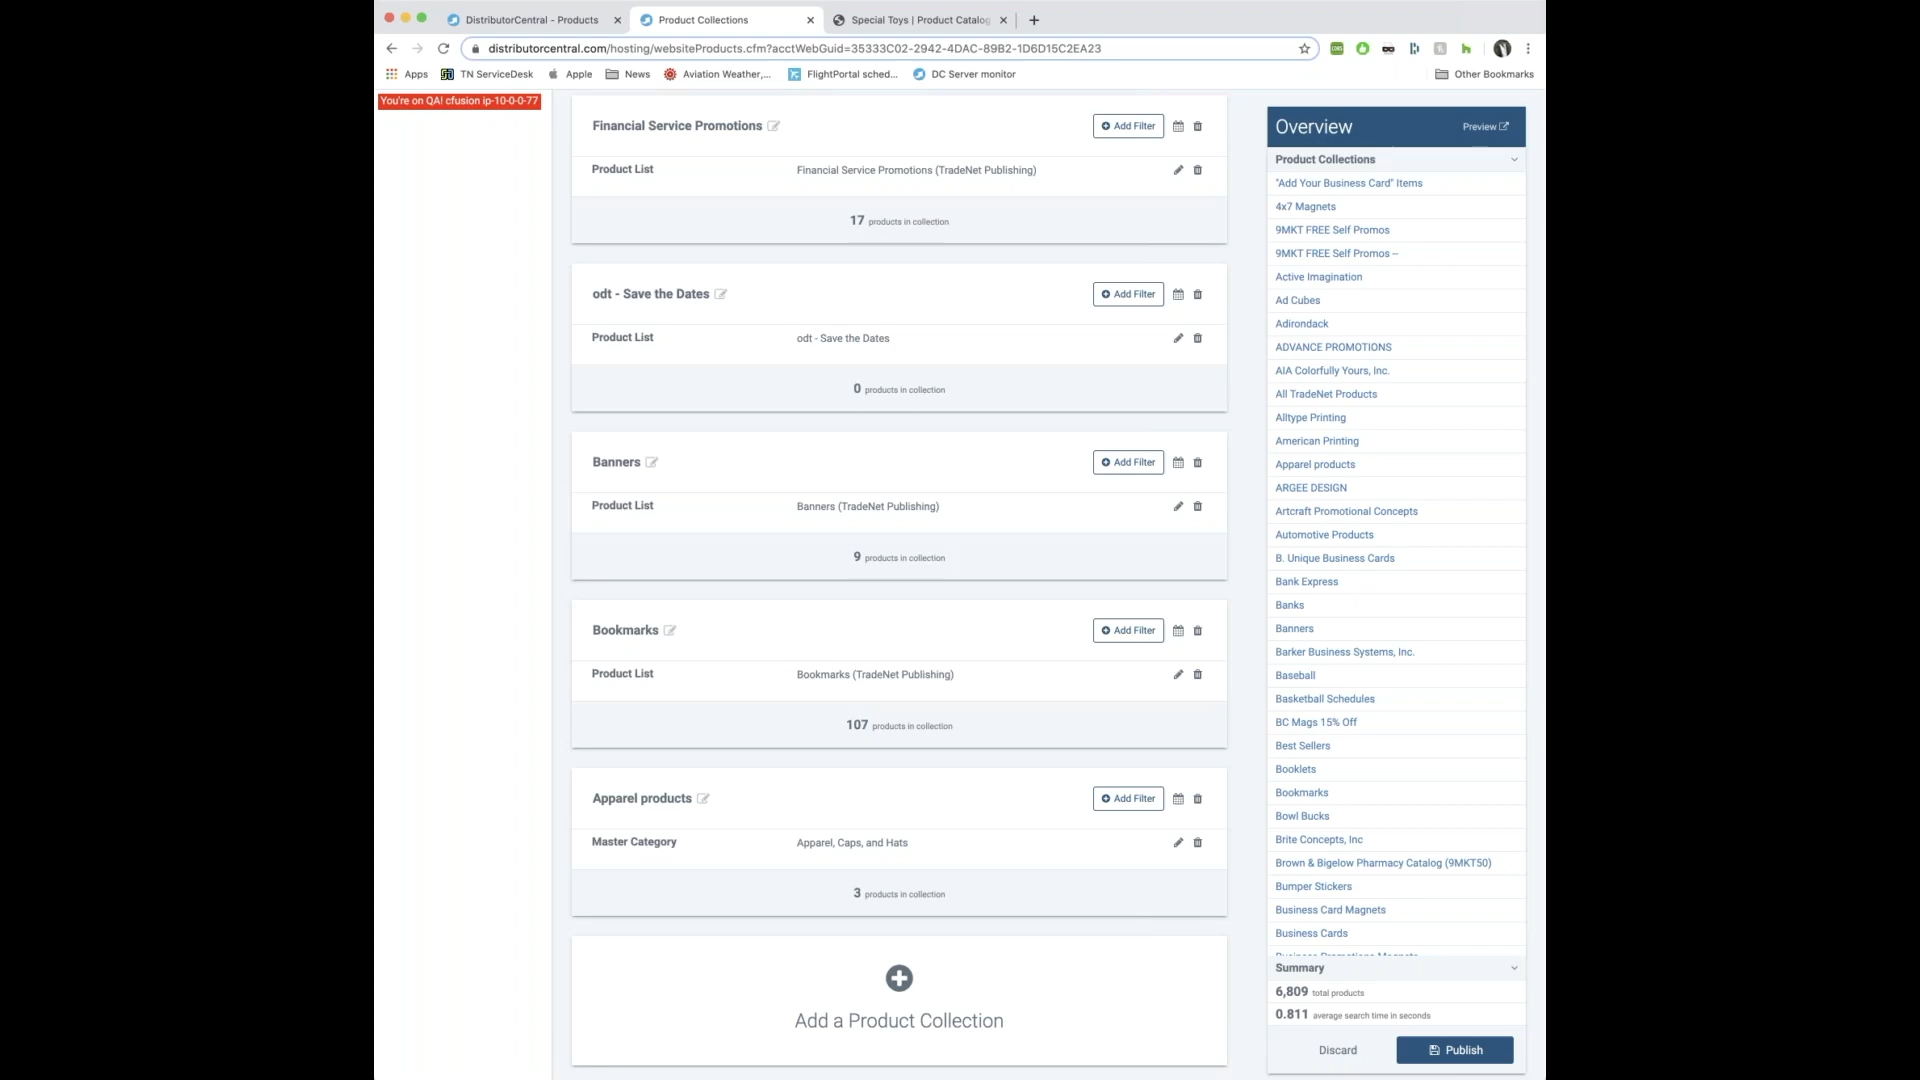 DistributorCentral - Products
Product Collections
Special Toys | Product Catalog
distributorcentral.com/hosting/websiteProducts.cfm?acctWebGuid=35333C02-2942-4DAC-89B2-1D6D15C2EA23
Apps
TN ServiceDesk
Apple
News
Aviation Weather,...
FlightPortal sched...
DC Server monitor
Other Bookmarks
You're on QA! cfusion ip-10-0-0-77
Financial Service Promotions
Add Filter
Product List
Financial Service Promotions (TradeNet Publishing)
17 products in collection
odt - Save the Dates
Add Filter
Product List
odt - Save the Dates
0 products in collection
Banners
Add Filter
Product List
Banners (TradeNet Publishing)
9 products in collection
Bookmarks
Add Filter
Product List
Bookmarks (TradeNet Publishing)
107 products in collection
Apparel products
Add Filter
Master Category
Apparel, Caps, and Hats
3 products in collection
Add a Product Collection
Overview
Preview
Product Collections
"Add Your Business Card" Items
4x7 Magnets
9MKT FREE Self Promos
9MKT FREE Self Promos --
Active Imagination
Ad Cubes
Adirondack
ADVANCE PROMOTIONS
AIA Colorfully Yours, Inc.
All TradeNet Products
Alltype Printing
American Printing
Apparel products
ARGEE DESIGN
Artcraft Promotional Concepts
Automotive Products
B. Unique Business Cards
Bank Express
Banks
Banners
Barker Business Systems, Inc.
Baseball
Basketball Schedules
BC Mags 15% Off
Best Sellers
Booklets
Bookmarks
Bowl Bucks
Brite Concepts, Inc
Brown & Bigelow Pharmacy Catalog (9MKT50)
Bumper Stickers
Business Card Magnets
Business Cards
Summary
6,809 total products
0.811 average search time in seconds
Discard
Publish